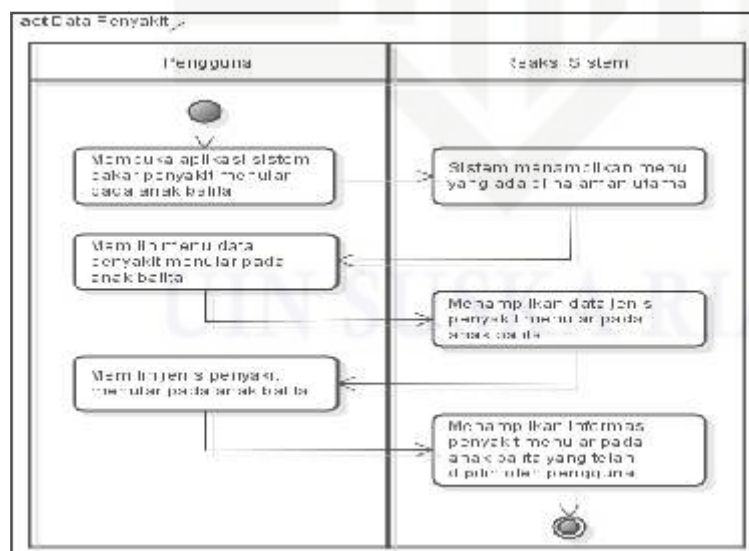 act Data Penyakit
Pengguna
Reaksi Sistem
Membuka aplikasi sistem
pakar penyakit menular
pada anak balita
Sistem menampilkan menu
yang ada di halaman utama
Memilih menu data
penyakit menular pada
anak balita
Menampilkan data jenis
penyakit menular pada
anak balita
Memilih jenis penyakit
menular pada anak balita
Menampilkan informasi
penyakit menular pada
anak balita yang telah
dipilih oleh pengguna
UIN SUSKA RI